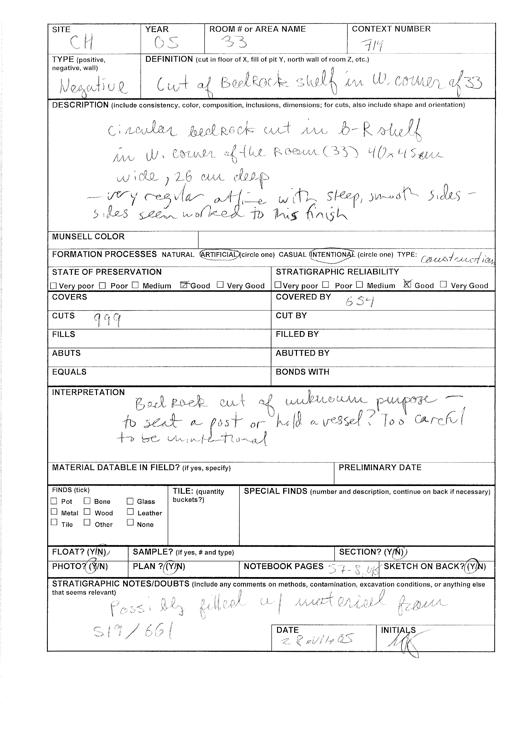 SITE YEAR ROOM # or AREA NAME CONTEXT NUMBER
CH 05 33 714
TYPE (positive, negative, wall) DEFINITION (cut in floor of X, fill of pit Y, north wall of room Z, etc.)
Negative Cut of Bedrock shelf in W. corner of 33
DESCRIPTION (include consistency, color, composition, inclusions, dimensions; for cuts, also include shape and orientation)
Circular bedrock cut in b-R shelf
in W. corner of the Room (33) 40x45cm
wide, 26 cm deep
- very regular with steep, smooth sides -
sides seem worked to this finish
MUNSELL COLOR
FORMATION PROCESSES NATURAL ARTIFICIAL (circle one) CASUAL INTENTIONAL (circle one) TYPE: construction
STATE OF PRESERVATION STRATIGRAPHIC RELIABILITY
Very poor Poor Medium Good Very Good Very poor Poor Medium Good Very Good
COVERS COVERED BY 654
CUTS 999 CUT BY
FILLS FILLED BY
ABUTS ABUTTED BY
EQUALS BONDS WITH
INTERPRETATION
Bedrock cut of unknown purpose -
to seat a post or hold a vessel? Too careful
to be unintentional
MATERIAL DATABLE IN FIELD? (if yes, specify) PRELIMINARY DATE
FINDS (tick) TILE: (quantity buckets?) SPECIAL FINDS (number and description, continue on back if necessary)
Pot Bone Glass
Metal Wood Leather
Tile Other None
FLOAT? (Y/N) SAMPLE? (if yes, # and type) SECTION? (Y/N)
PHOTO? (Y/N) PLAN? (Y/N) NOTEBOOK PAGES 57-8, SKETCH ON BACK? (Y/N)
STRATIGRAPHIC NOTES/DOUBTS (include any comments on methods, contamination, excavation conditions, or anything else
that seems relevant)
Possibly filled w/ material from
519/661
DATE INITIALS